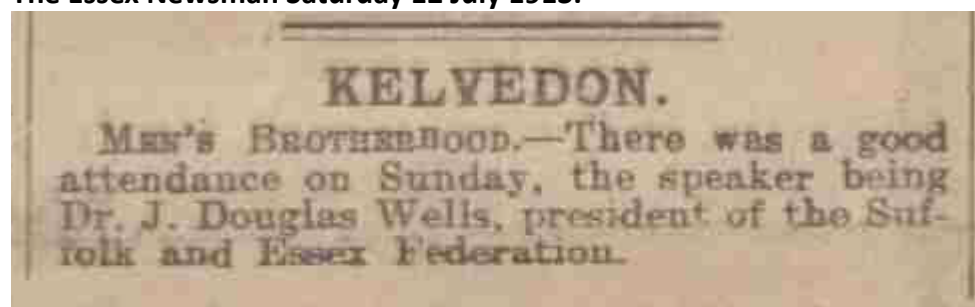 The Essex Newsman Saturday July
KELVEDON.
MEN'S BROTHERHOOD.—There was a good
attendance on Sunday, the speaker being
Dr. J. Douglas Wells, president of the Suf-
folk and Essex Federation.